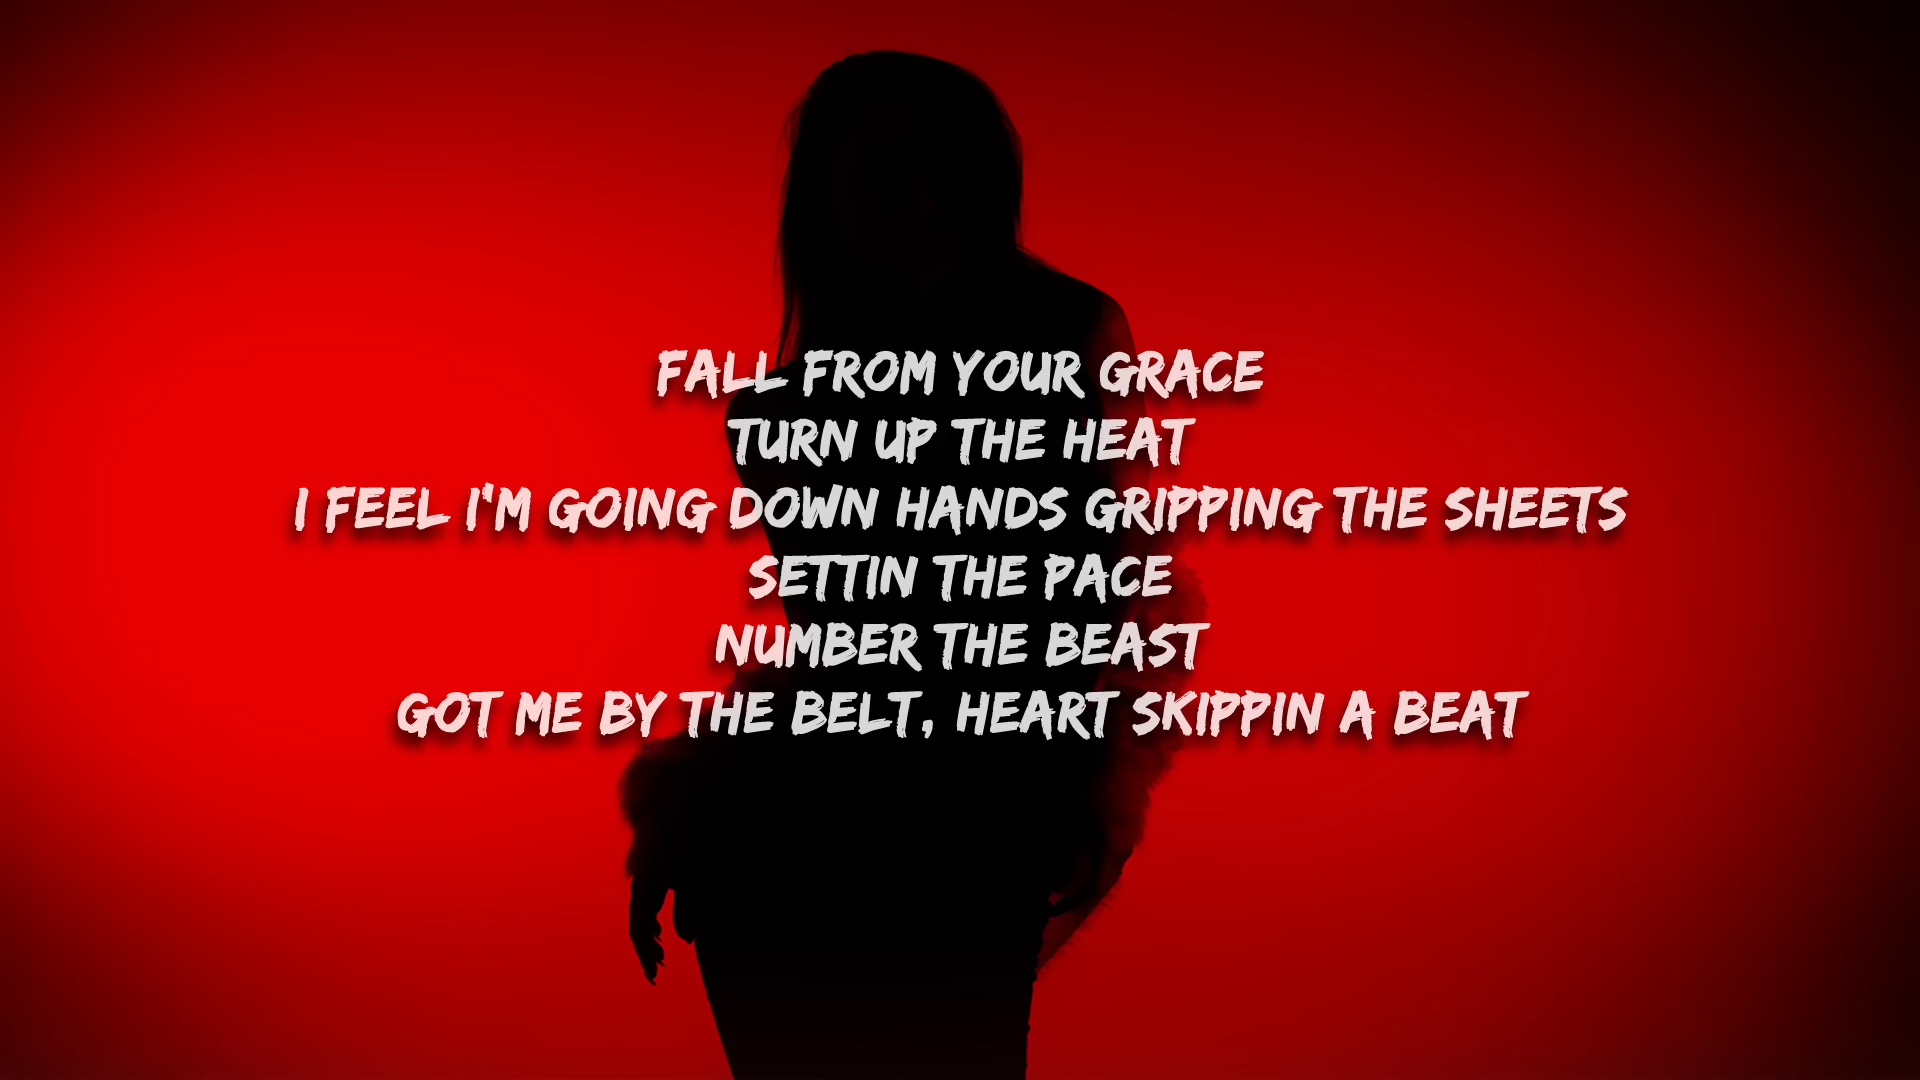 FALL FROM YOUR GRACE
TURN UP THE HEAT
I FEEL I'M GOING DOWN HANDS GRIPPING THE SHEETS
SETTIN THE PACE
NUMBER THE BEAST
GOT ME BY THE BELT, HEART SKIPPIN A BEAT